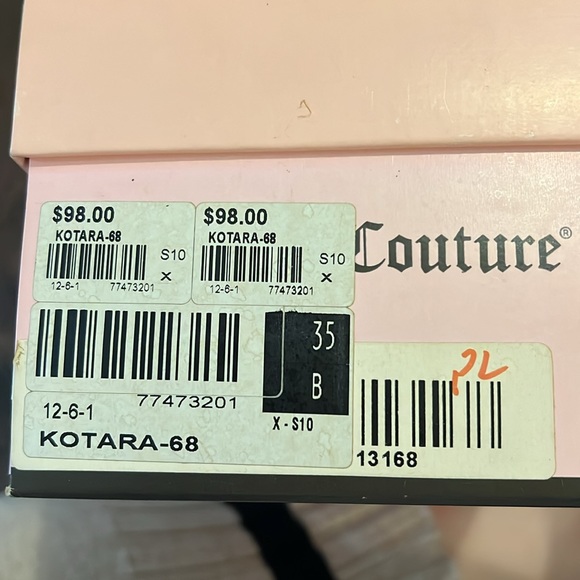 $98.00
KOTARA-68
S10
X
12-6-1 77473201
$98.00
KOTARA-68
S10
X
12-6-1 77473201
Couture®
35
B
X - S10
77473201
12-6-1
KOTARA-68
13168